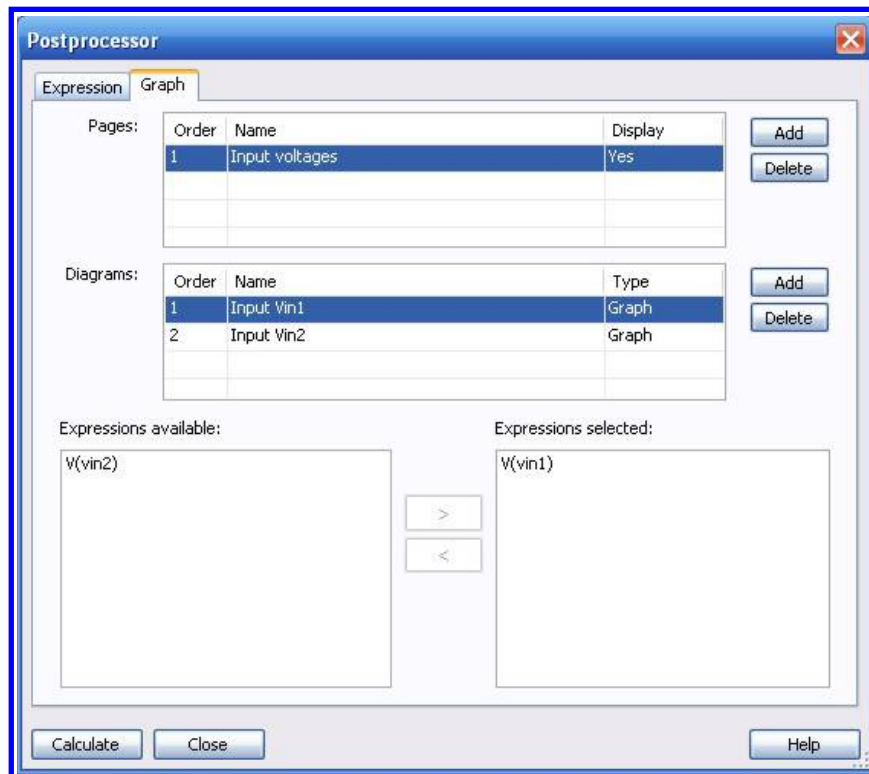 Postprocessor
Expression Graph
Pages:
Order Name Display
1 Input voltages Yes
Add
Delete
Diagrams:
Order Name Type
1 Input Vin1 Graph
2 Input Vin2 Graph
Add
Delete
Expressions available:
V(vin2)
>
<
Expressions selected:
V(vin1)
Calculate Close Help